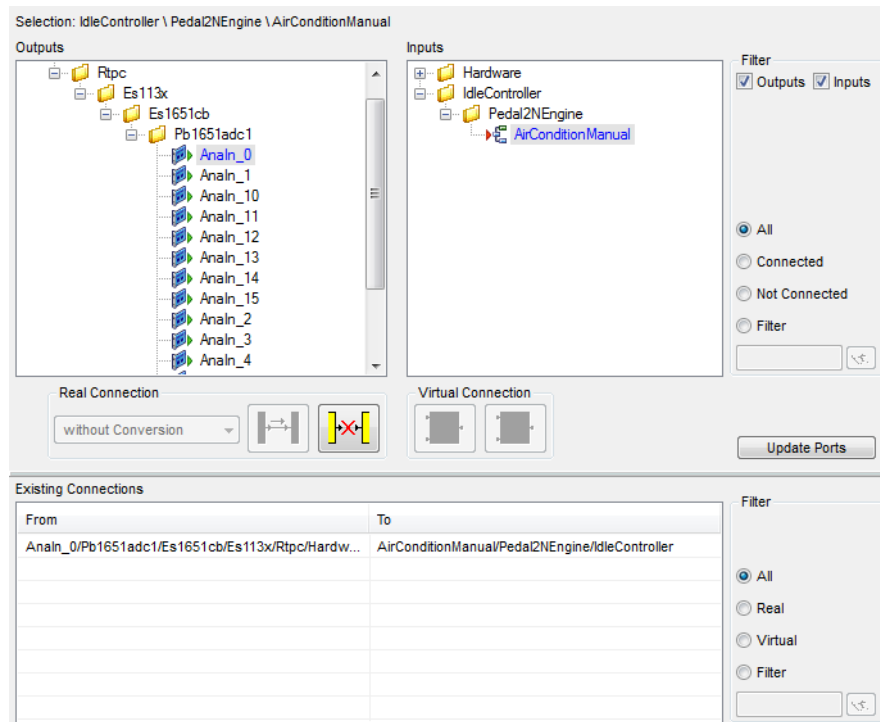 Selection: IdleController \ Pedal2NEngine \ AirConditionManual
Outputs
Rtpc
Es113x
Es1651cb
Pb1651adc1
AnaIn_0
AnaIn_1
AnaIn_10
AnaIn_11
AnaIn_12
AnaIn_13
AnaIn_14
AnaIn_15
AnaIn_2
AnaIn_3
AnaIn_4
Inputs
Hardware
IdleController
Pedal2NEngine
AirConditionManual
Filter
Outputs Inputs
All
Connected
Not Connected
Filter
Real Connection
without Conversion
Virtual Connection
Update Ports
Existing Connections
From To
AnaIn_0/Pb1651adc1/Es1651cb/Es113x/Rtpc/Hardw... AirConditionManual/Pedal2NEngine/IdleController
Filter
All
Real
Virtual
Filter